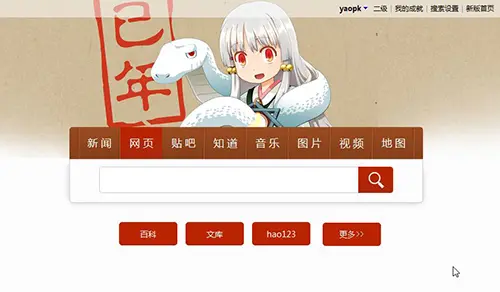 yaopk 二级 | 我的成就 | 搜索设置 | 新版首页
巳年
新闻 网页 贴吧 知道 音乐 图片 视频 地图
百科 文库 hao123 更多>>